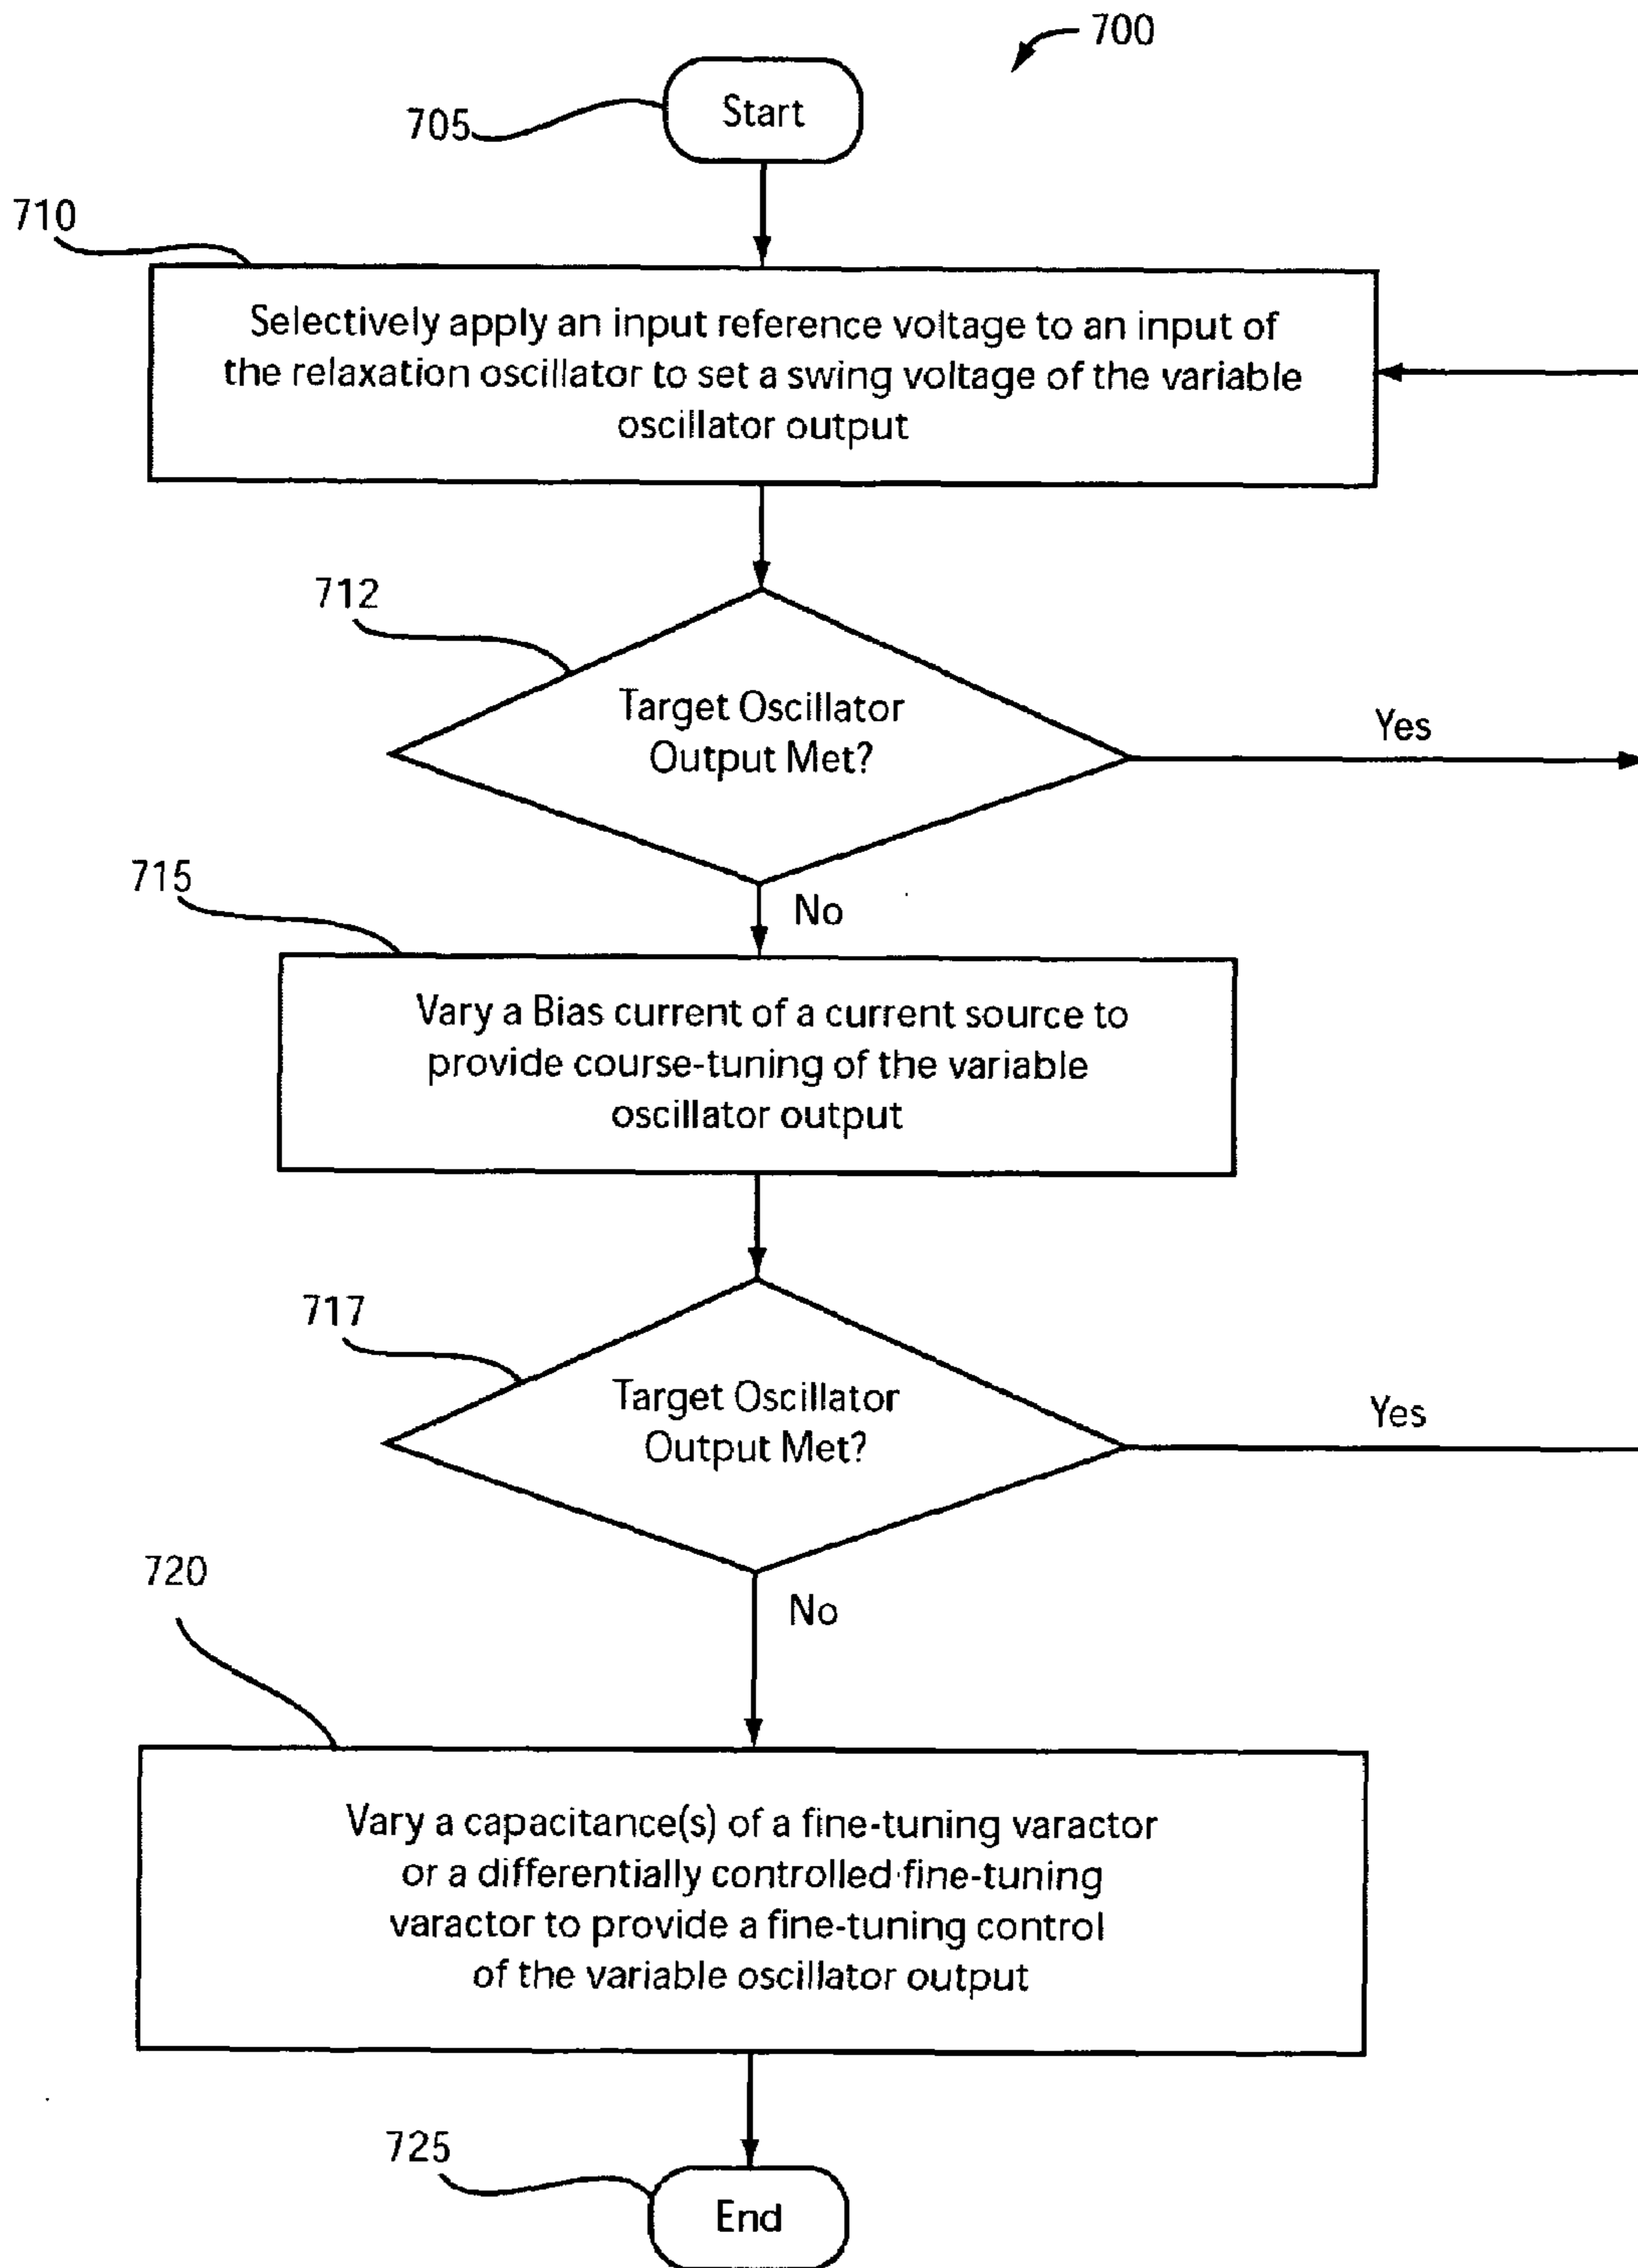 700
705
Start
710
Selectively apply an input reference voltage to an input of
the relaxation oscillator to set a swing voltage of the variable
oscillator output
712
Target Oscillator
Output Met?
Yes
No
715
Vary a Bias current of a current source to
provide course-tuning of the variable
oscillator output
717
Target Oscillator
Output Met?
Yes
No
720
Vary a capacitance(s) of a fine-tuning varactor
or a differentially controlled fine-tuning
varactor to provide a fine-tuning control
of the variable oscillator output
725
End